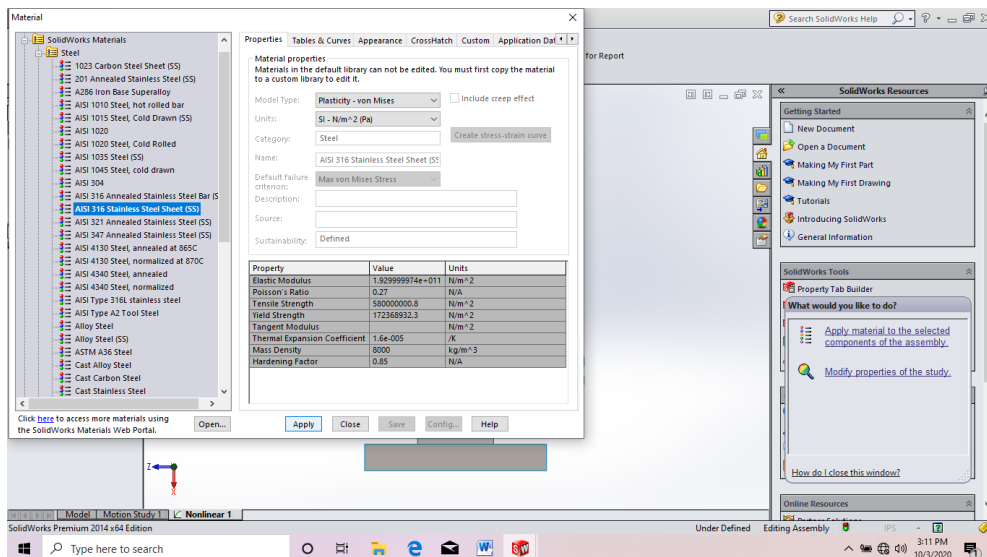 Material
SolidWorks Materials
Steel
1023 Carbon Steel Sheet (SS)
201 Annealed Stainless Steel (SS)
A286 Iron Base Superalloy
AISI 1010 Steel, hot rolled bar
AISI 1015 Steel, Cold Drawn (SS)
AISI 1020
AISI 1020 Steel, Cold Rolled
AISI 1035 Steel (SS)
AISI 1045 Steel, cold drawn
AISI 304
AISI 316 Annealed Stainless Steel Bar (S
AISI 316 Stainless Steel Sheet (SS)
AISI 321 Annealed Stainless Steel (SS)
AISI 347 Annealed Stainless Steel (SS)
AISI 4130 Steel, annealed at 865C
AISI 4130 Steel, normalized at 870C
AISI 4340 Steel, annealed
AISI 4340 Steel, normalized
AISI Type 316L stainless steel
AISI Type A2 Tool Steel
Alloy Steel
Alloy Steel (SS)
ASTM A36 Steel
Cast Alloy Steel
Cast Carbon Steel
Cast Stainless Steel
Click here to access more materials using
the SolidWorks Materials Web Portal.
Open...
Properties Tables & Curves Appearance CrossHatch Custom Application Dat
Material properties
Materials in the default library can not be edited. You must first copy the material
to a custom library to edit it.
Model Type: Plasticity - von Mises Include creep effect
Units: SI - N/m^2 (Pa)
Category: Steel Create stress-strain curve
Name: AISI 316 Stainless Steel Sheet (SS
Default failure
criterion: Max von Mises Stress
Description:
Source:
Sustainability: Defined
Property Value Units
Elastic Modulus 1.929999974e+011 N/m^2
Poisson's Ratio 0.27 N/A
Tensile Strength 580000000.8 N/m^2
Yield Strength 172368932.3 N/m^2
Tangent Modulus N/m^2
Thermal Expansion Coefficient 1.6e-005 /K
Mass Density 8000 kg/m^3
Hardening Factor 0.85 N/A
Apply Close Save Config... Help
for Report
Search SolidWorks Help
SolidWorks Resources
Getting Started
New Document
Open a Document
Making My First Part
Making My First Drawing
Tutorials
Introducing SolidWorks
General Information
SolidWorks Tools
Property Tab Builder
What would you like to do?
Apply material to the selected
components of the assembly.
Modify properties of the study.
How do I close this window?
Online Resources
Z
X
Model Motion Study 1 Nonlinear 1
SolidWorks Premium 2014 x64 Edition
Under Defined Editing Assembly IPS -
Type here to search
3:11 PM
10/3/2020